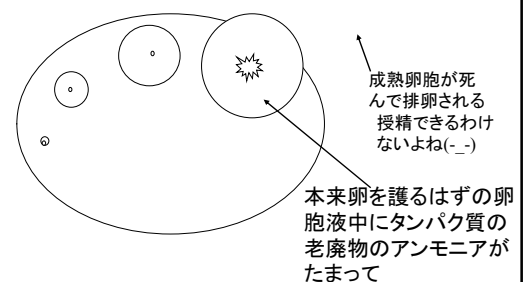 成熟卵胞が死
んで排卵される
授精できるわけ
ないよね(-_-)
本来卵を護るはずの卵
胞液中にタンパク質の
老廃物のアンモニアが
たまって